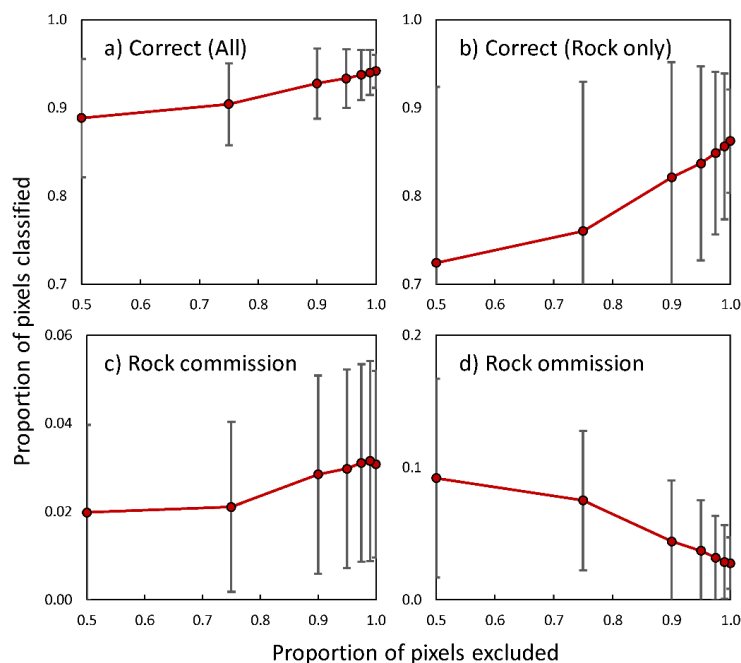 a) Correct (All)
1.0
0.9
0.8
0.7
0.5 0.6 0.7 0.8 0.9 1.0
b) Correct (Rock only)
1.0
0.9
0.8
0.7
0.5 0.6 0.7 0.8 0.9 1.0
Proportion of pixels classified
c) Rock commission
0.06
0.04
0.02
0.00
0.5 0.6 0.7 0.8 0.9 1.0
d) Rock ommission
0.2
0.1
0.0
0.5 0.6 0.7 0.8 0.9 1.0
Proportion of pixels excluded